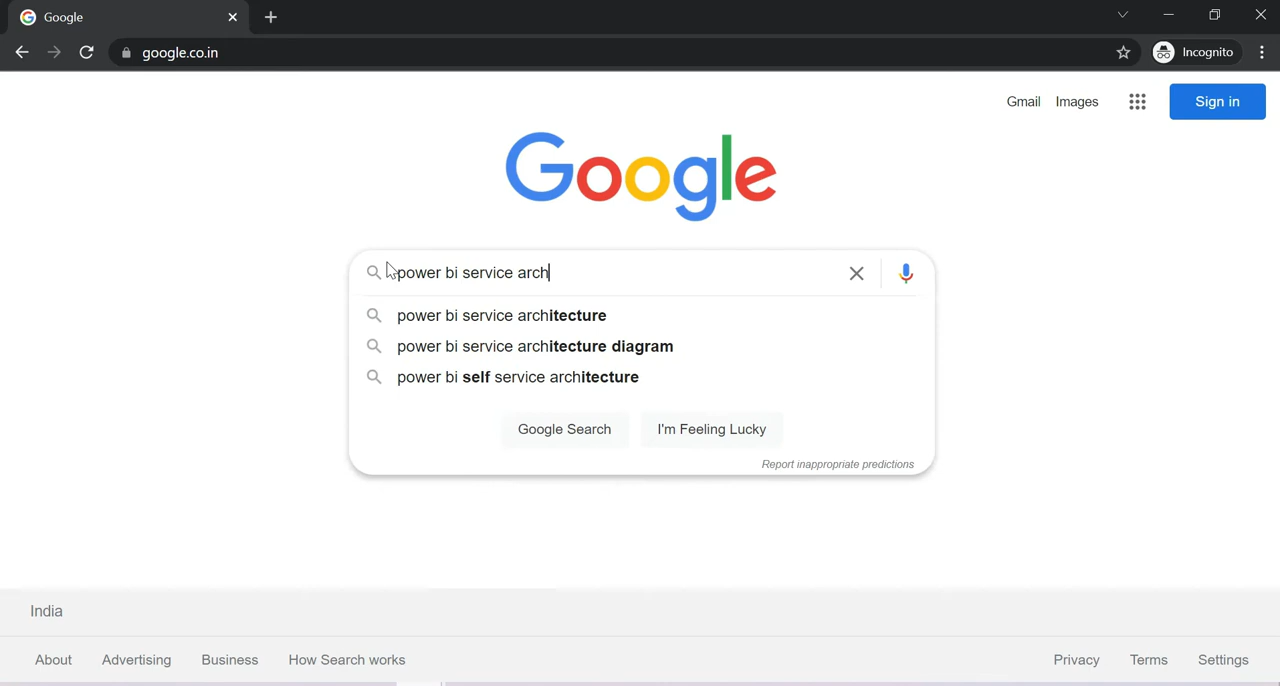 Google
google.co.in
Incognito
Gmail Images
Sign in
Google
power bi service arch
power bi service architecture
power bi service architecture diagram
power bi self service architecture
Google Search I'm Feeling Lucky
Report inappropriate predictions
India
About Advertising Business How Search works Privacy Terms Settings